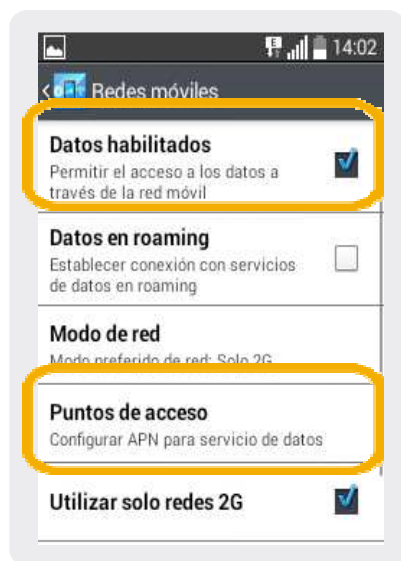 14:02
Redes móviles
Datos habilitados
Permitir el acceso a los datos a
través de la red móvil
Datos en roaming
Establecer conexión con servicios
de datos en roaming
Modo de red
Modo preferido de red: Solo 2G
Puntos de acceso
Configurar APN para servicio de datos
Utilizar solo redes 2G